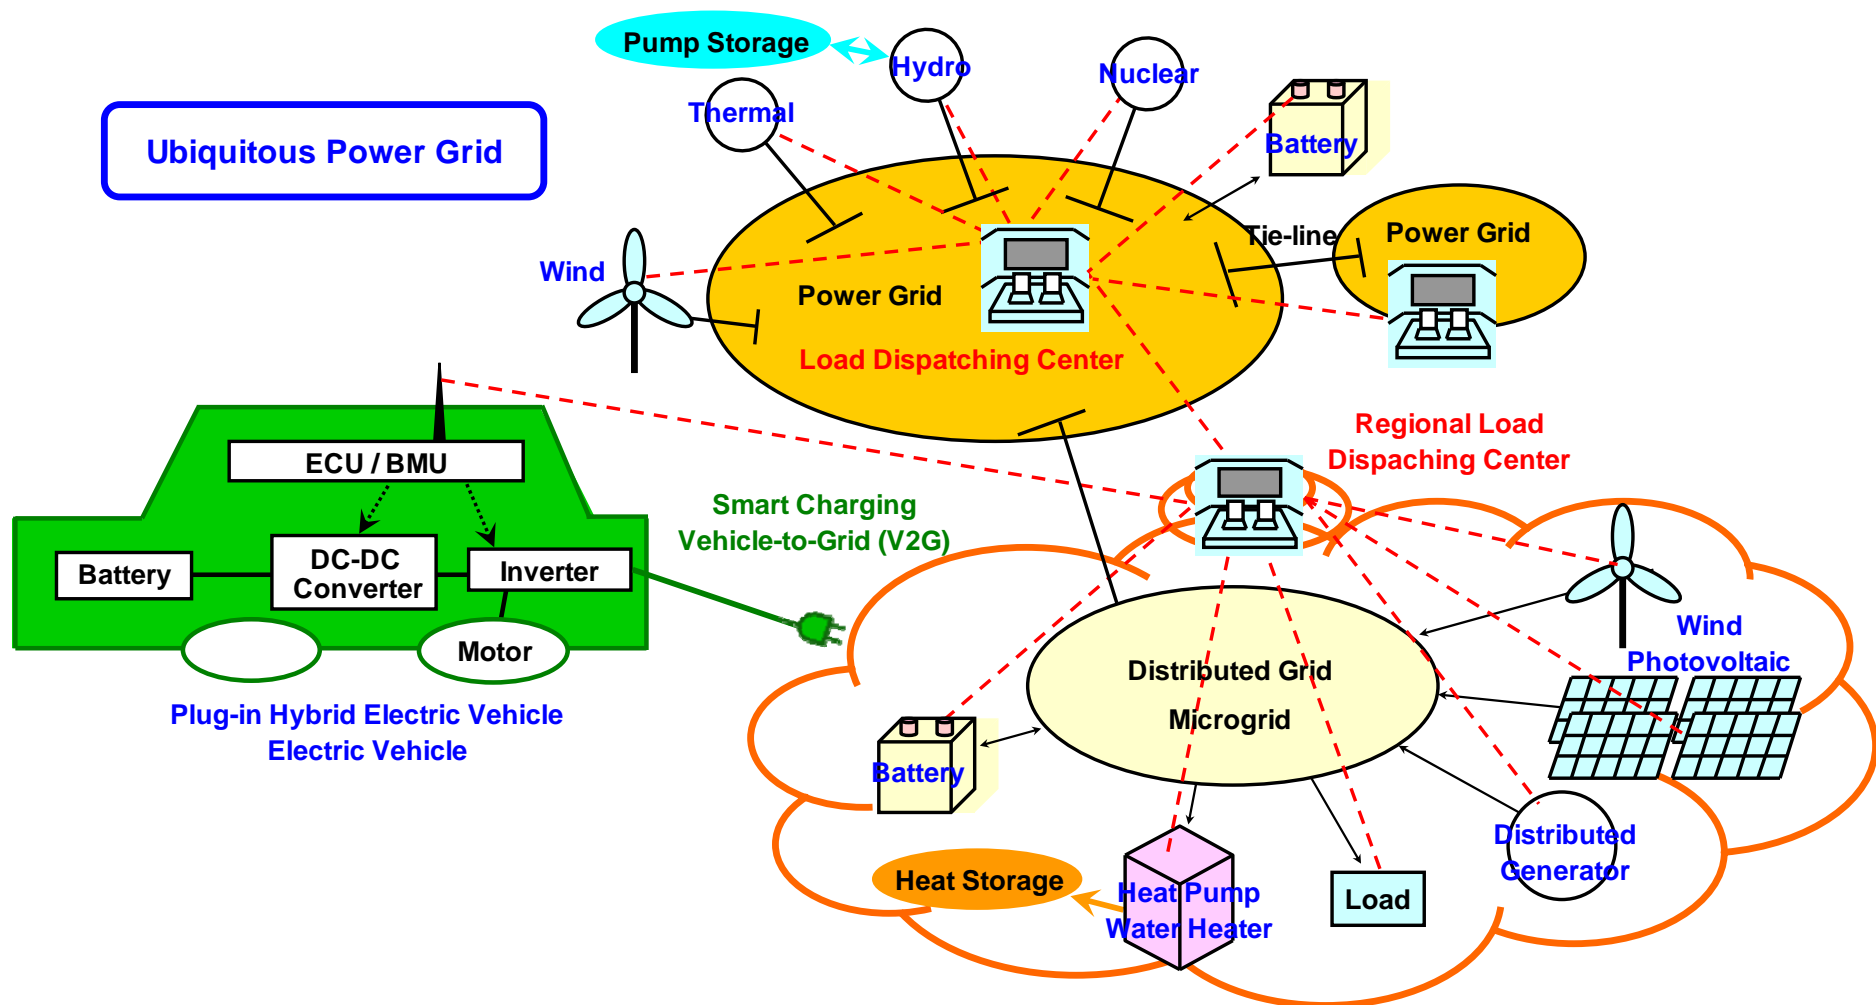 Pump Storage
Hydro
Nuclear
Thermal
Battery
Ubiquitous Power Grid
Tie-line
Power Grid
Wind
Power Grid
Load Dispatching Center
Regional Load
Dispaching Center
ECU / BMU
Smart Charging
Vehicle-to-Grid (V2G)
Battery
DC-DC
Converter
Inverter
Motor
Plug-in Hybrid Electric Vehicle
Electric Vehicle
Wind
Photovoltaic
Distributed Grid
Microgrid
Battery
Distributed
Generator
Heat Storage
Heat Pump
Water Heater
Load